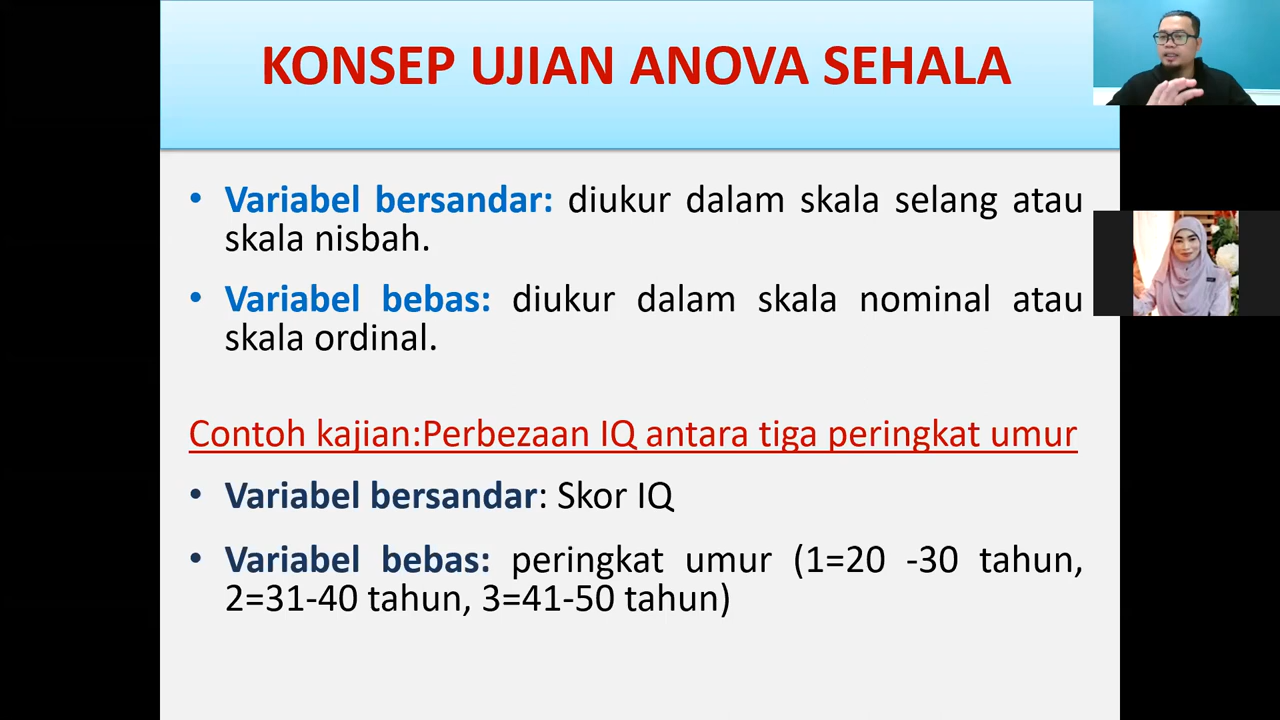 KONSEP UJIAN ANOVA SEHALA
• Variabel bersandar: diukur dalam skala selang atau
skala nisbah.
• Variabel bebas: diukur dalam skala nominal atau
skala ordinal.
Contoh kajian:Perbezaan IQ antara tiga peringkat umur
• Variabel bersandar: Skor IQ
• Variabel bebas: peringkat umur (1=20 -30 tahun,
2=31-40 tahun, 3=41-50 tahun)